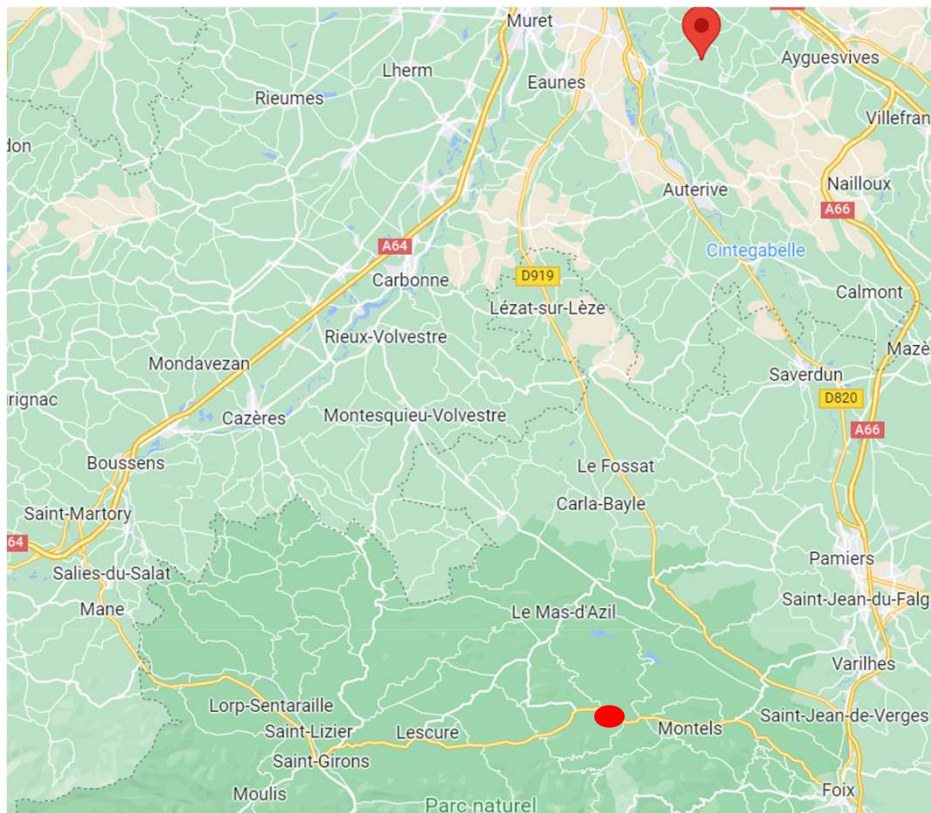 Muret
Ayguesvives
Lherm
Eaunes
Rieumes
Villefran
don
Auterive
Nailloux
A66
A64
Cintegabelle
Carbonne
D919
Calmont
Lézat-sur-Lèze
Rieux-Volvestre
Mazè
Mondavezan
Saverdun
rignac
D820
Cazères
Montesquieu-Volvestre
A66
Boussens
Le Fossat
Carla-Bayle
Saint-Martory
64
Pamiers
Salies-du-Salat
Saint-Jean-du-Falg
Mane
Le Mas-d'Azil
Varilhes
Lorp-Sentaraille
Saint-Jean-de-Verges
Saint-Lizier
Lescure
Montels
Saint-Girons
Foix
Moulis
Parc naturel